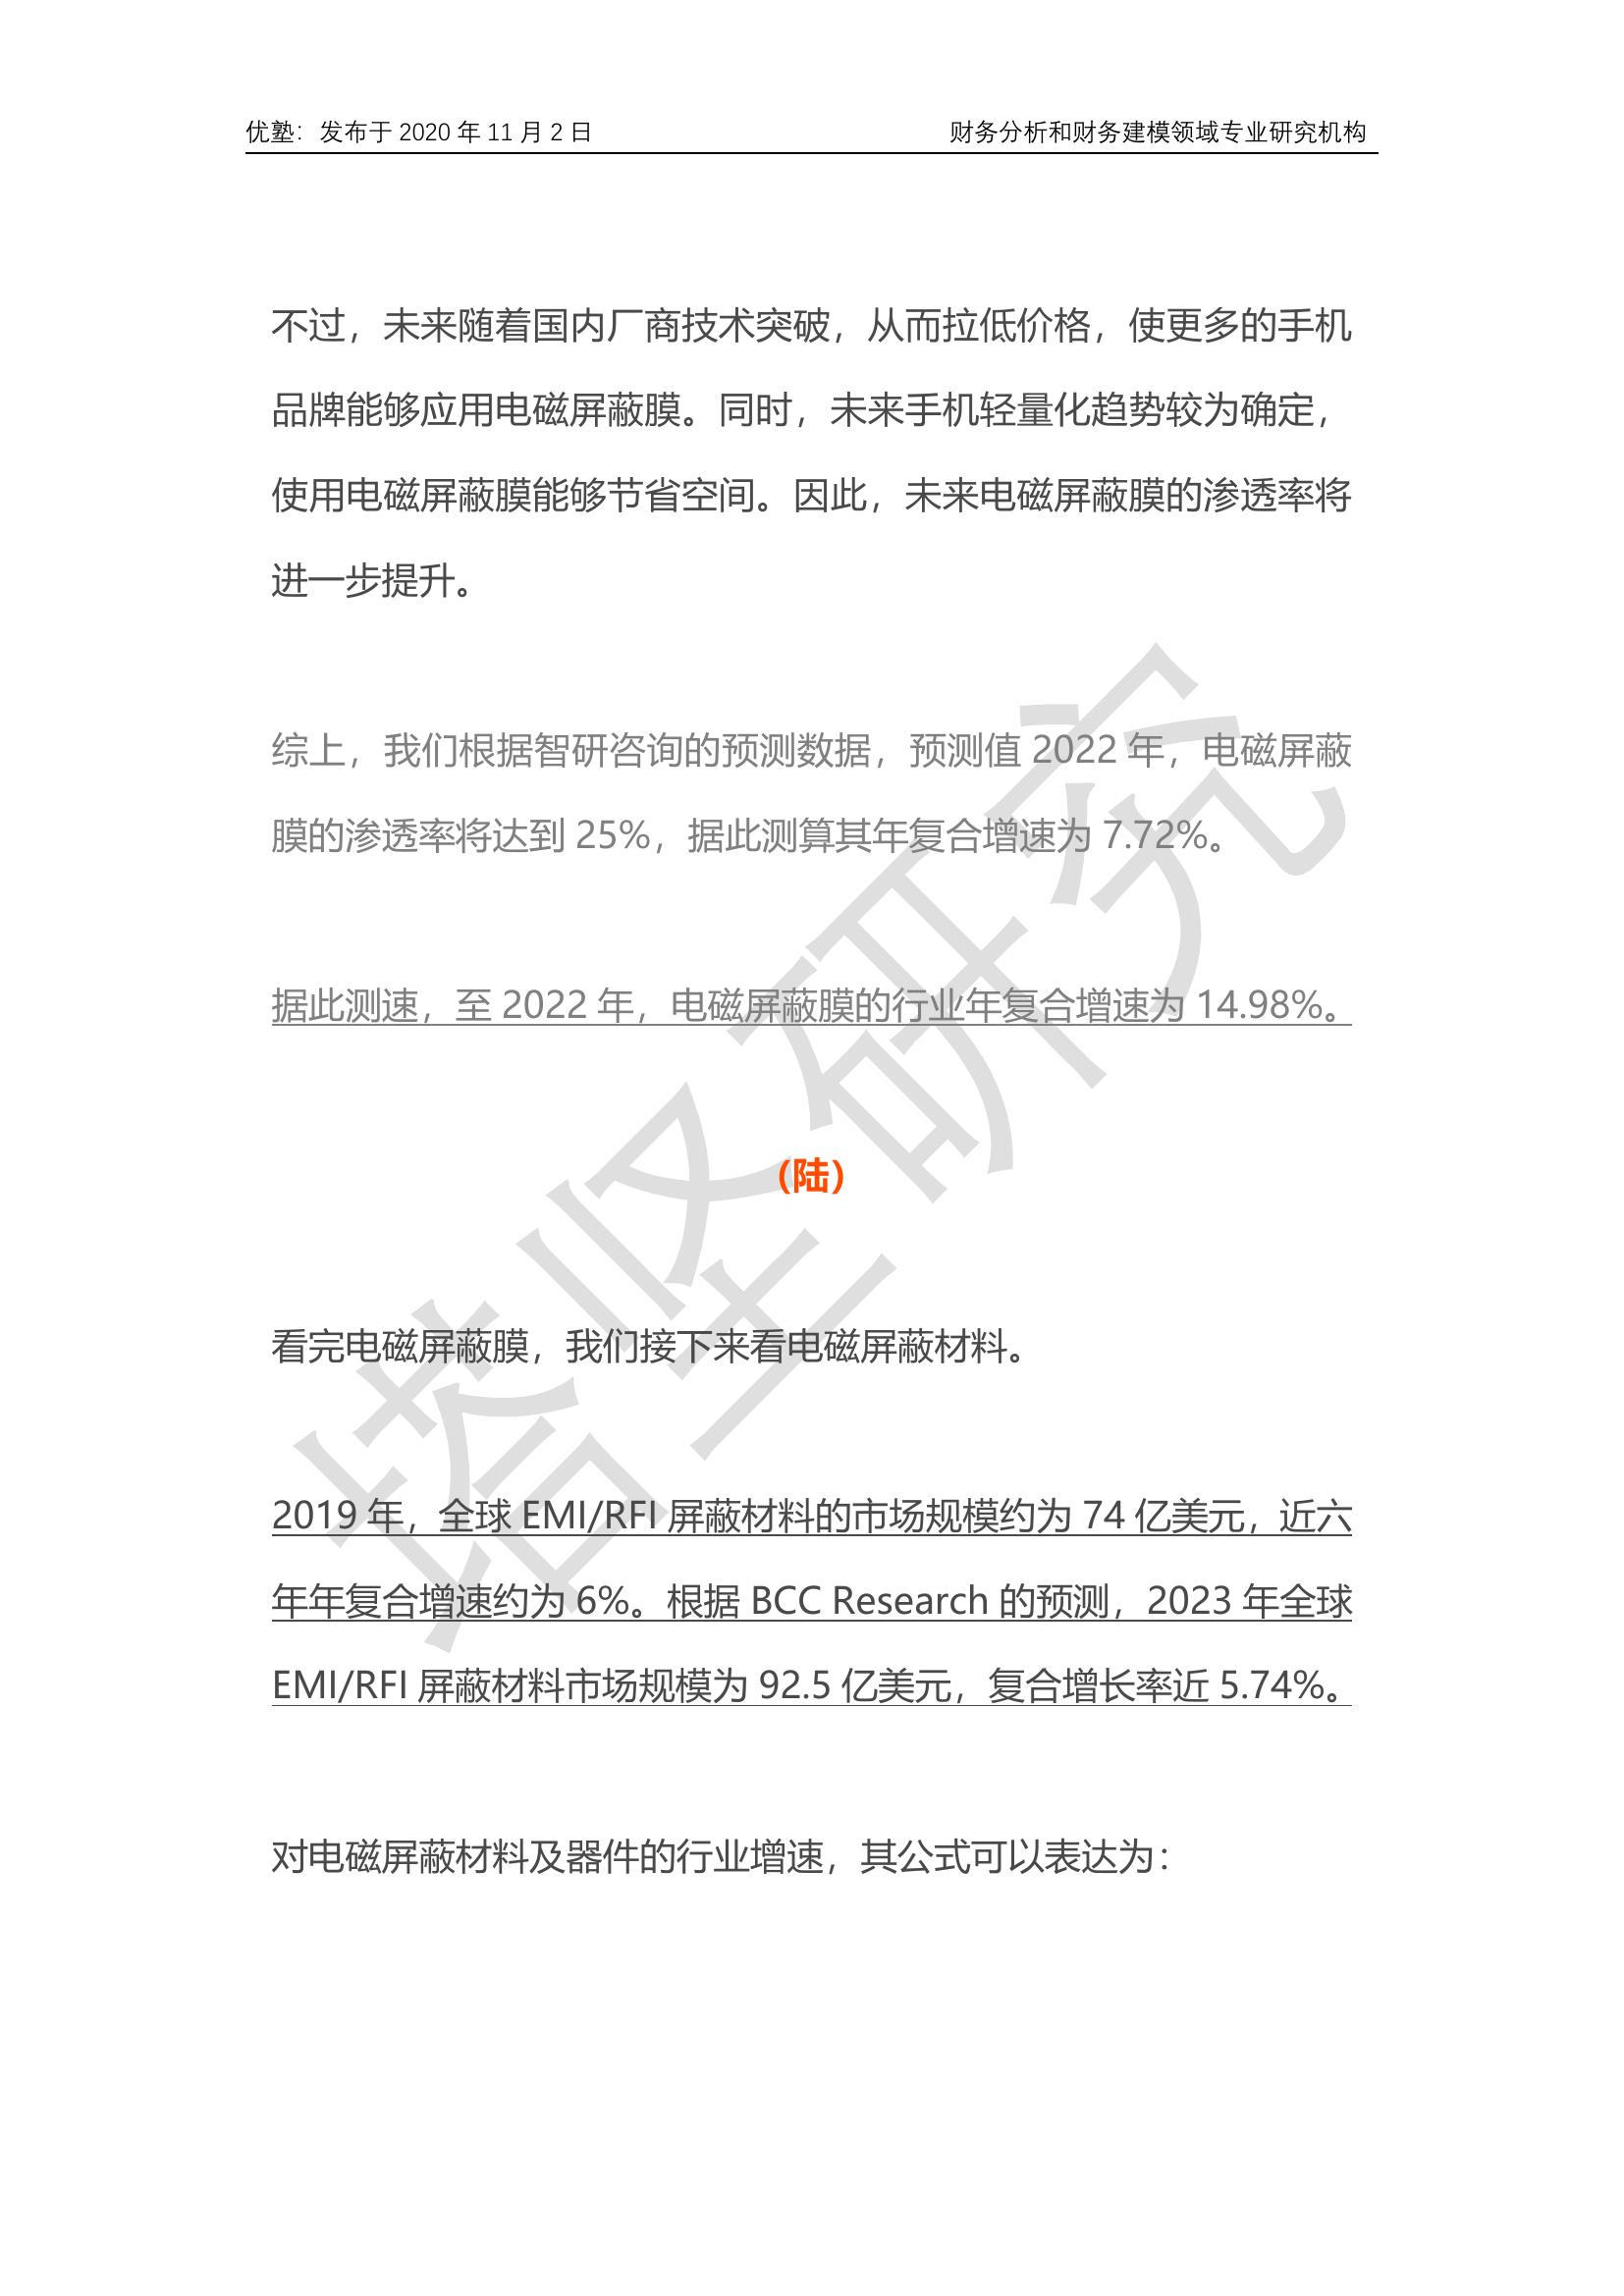 优塾：发布于 2020 年 11 月 2 日 财务分析和财务建模领域专业研究机构
不过，未来随着国内厂商技术突破，从而拉低价格，使更多的手机
品牌能够应用电磁屏蔽膜。同时，未来手机轻量化趋势较为确定，
使用电磁屏蔽膜能够节省空间。因此，未来电磁屏蔽膜的渗透率将
进一步提升。
综上，我们根据智研咨询的预测数据，预测值 2022 年，电磁屏蔽
膜的渗透率将达到 25%，据此测算其年复合增速为 7.72%。
据此测速，至 2022 年，电磁屏蔽膜的行业年复合增速为 14.98%。
（陆）
看完电磁屏蔽膜，我们接下来看电磁屏蔽材料。
2019 年，全球 EMI/RFI 屏蔽材料的市场规模约为 74 亿美元，近六
年年复合增速约为 6%。根据 BCC Research 的预测，2023 年全球
EMI/RFI 屏蔽材料市场规模为 92.5 亿美元，复合增长率近 5.74%。
对电磁屏蔽材料及器件的行业增速，其公式可以表达为：
塔坚研究